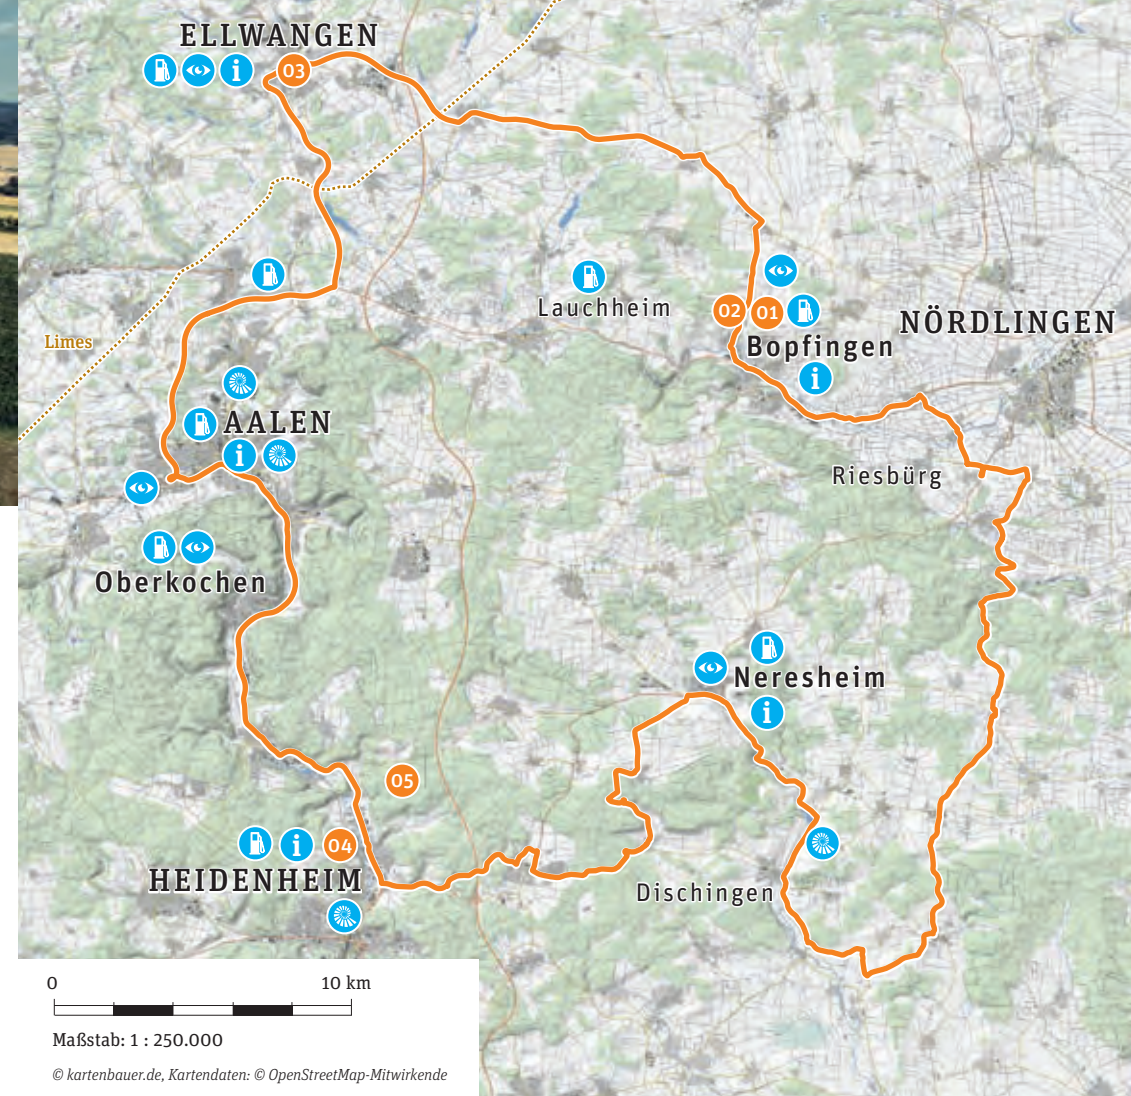 ELLWANGEN
i 03
Lauchheim
02 01
NÖRDLINGEN
Bopfingen
i
Limes
AALEN
i
Riesbürg
Oberkochen
Neresheim
i
05
i 04
HEIDENHEIM
Dischingen
0 10 km
Maßstab: 1 : 250.000
© kartenbauer.de, Kartendaten: © OpenStreetMap-Mitwirkende